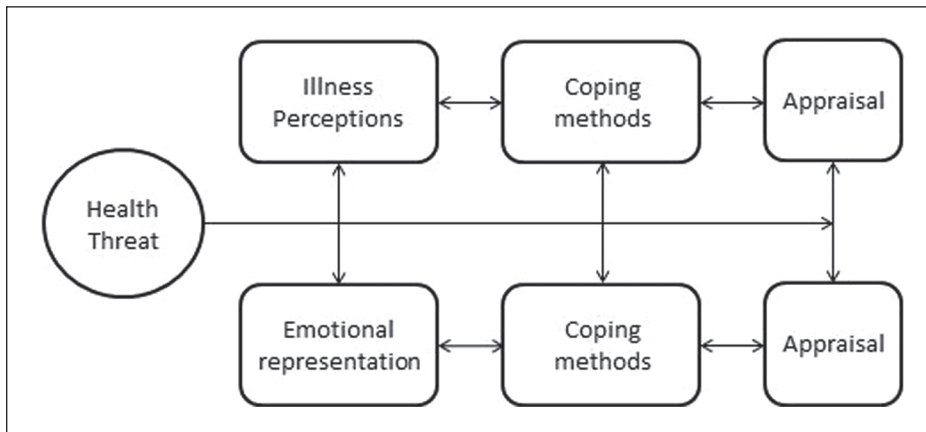 Illness
Perceptions
Coping
methods
Appraisal
Health
Threat
Emotional
representation
Coping
methods
Appraisal